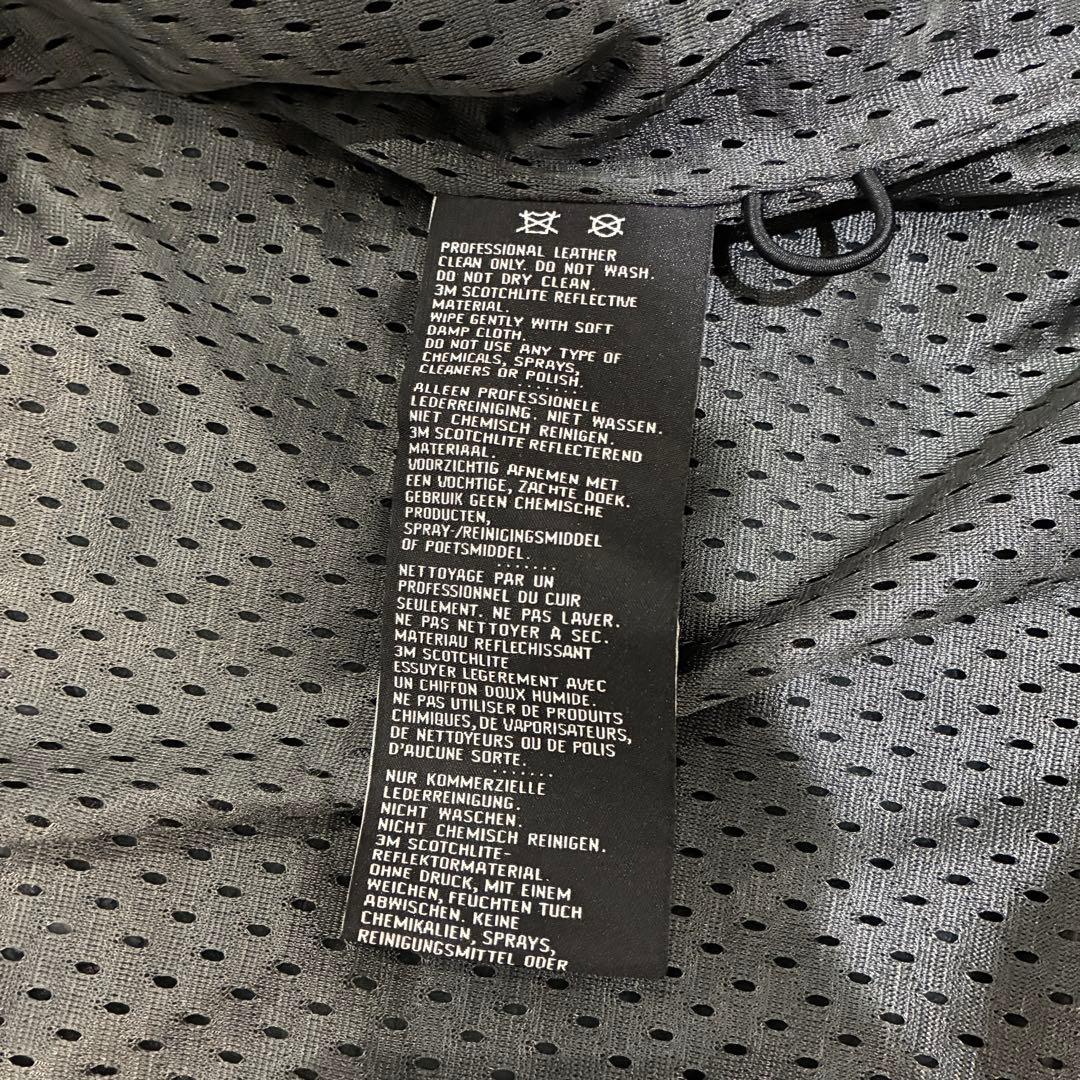 PROFESSIONAL LEATHER
CLEAN ONLY. DO NOT WASH.
DO NOT DRY CLEAN.
3M SCOTCHLITE REFLECTIVE
MATERIAL.
WIPE GENTLY WITH SOFT
DAMP CLOTH.
DO NOT USE ANY TYPE OF
CHEMICALS, SPRAYS,
CLEANERS OR POLISH.
.......
ALLEEN PROFESSIONELE
LEDERREINIGING. NIET WASSEN.
NIET CHEMISCH REINIGEN.
3M SCOTCHLITE REFLECTEREND
MATERIAAL.
VOORZICHTIG AFNEMEN MET
EEN VOCHTIGE, ZACHTE DOEK.
GEBRUIK GEEN CHEMISCHE
PRODUCTEN,
SPRAY-/REINIGINGSMIDDEL
OF POETSMIDDEL.
.......
NETTOYAGE PAR UN
PROFESSIONNEL DU CUIR
SEULEMENT. NE PAS LAVER.
NE PAS NETTOYER A SEC.
MATERIAU REFLECHISSANT
3M SCOTCHLITE
ESSUYER LEGEREMENT AVEC
UN CHIFFON DOUX HUMIDE.
NE PAS UTILISER DE PRODUITS
CHIMIQUES, DE VAPORISATEURS,
DE NETTOYEURS OU DE POLIS
D'AUCUNE SORTE.
.......
NUR KOMMERZIELLE
LEDERREINIGUNG.
NICHT WASCHEN.
NICHT CHEMISCH REINIGEN.
3M SCOTCHLITE-
REFLEKTORMATERIAL.
OHNE DRUCK, MIT EINEM
WEICHEN, FEUCHTEN TUCH
ABWISCHEN. KEINE
CHEMIKALIEN, SPRAYS,
REINIGUNGSMITTEL ODER